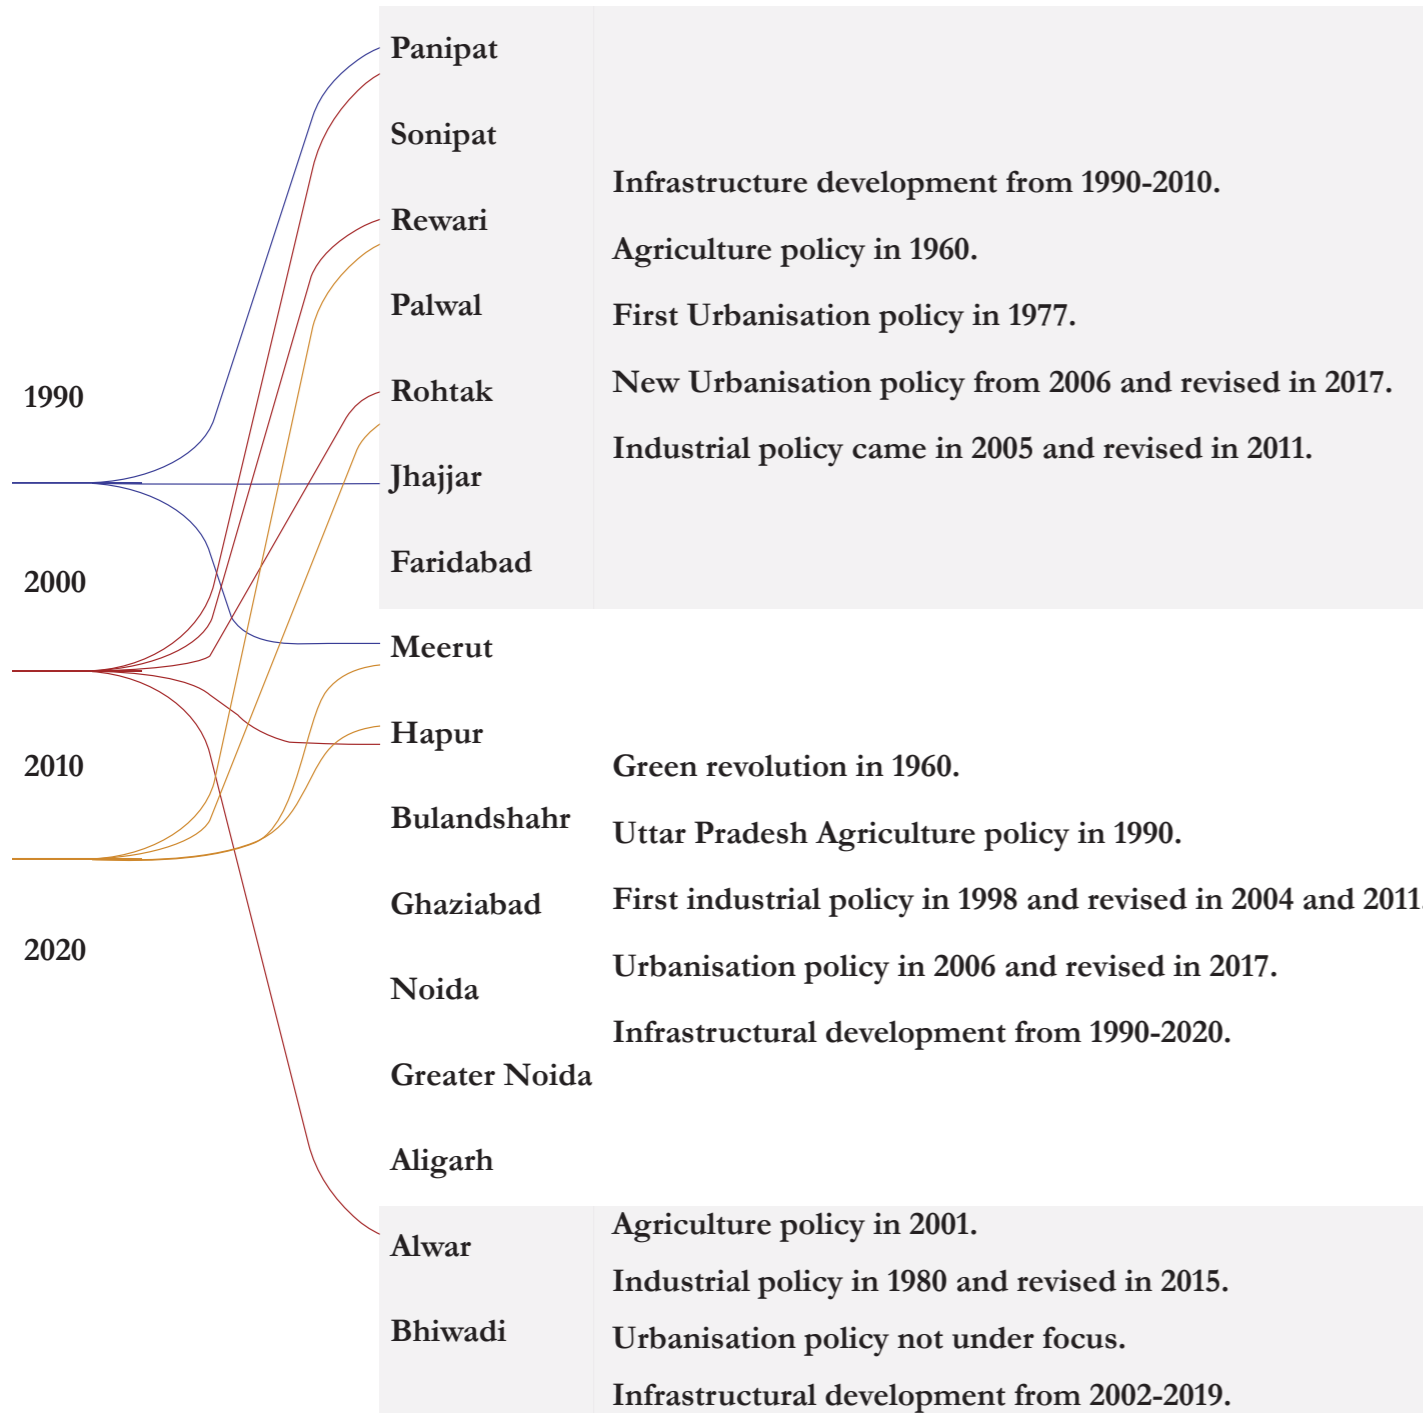 1990
2000
2010
2020
Panipat
Sonipat
Rewari
Palwal
Rohtak
Jhajjar
Faridabad
Infrastructure development from 1990-2010.
Agriculture policy in 1960.
First Urbanisation policy in 1977.
New Urbanisation policy from 2006 and revised in 2017.
Industrial policy came in 2005 and revised in 2011.
Meerut
Hapur
Bulandshahr
Ghaziabad
Noida
Greater Noida
Aligarh
Green revolution in 1960.
Uttar Pradesh Agriculture policy in 1990.
First industrial policy in 1998 and revised in 2004 and 2011.
Urbanisation policy in 2006 and revised in 2017.
Infrastructural development from 1990-2020.
Alwar
Bhiwadi
Agriculture policy in 2001.
Industrial policy in 1980 and revised in 2015.
Urbanisation policy not under focus.
Infrastructural development from 2002-2019.